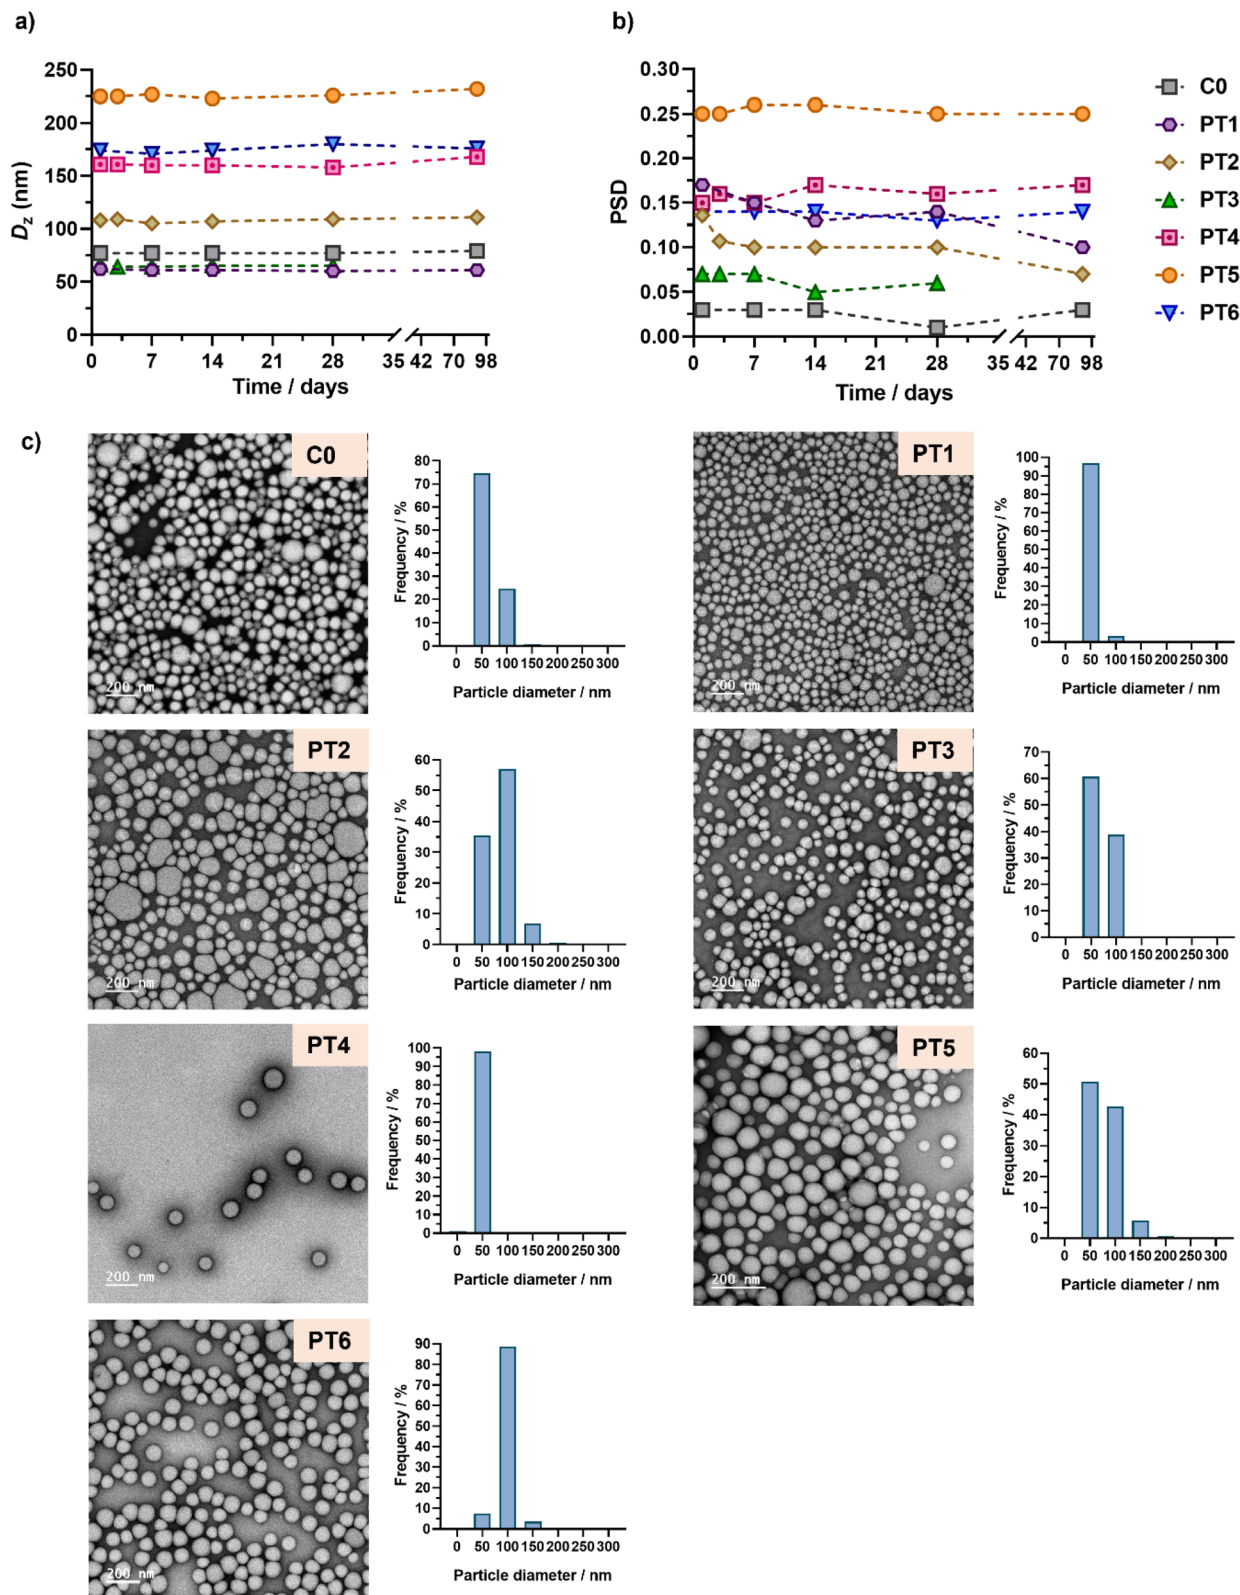 a)
250
200
150
100
50
0
Dz (nm)
0 7 14 21 28 35 42 70 98
Time / days
b)
0.30
0.25
0.20
0.15
0.10
0.05
0.00
PSD
0 7 14 21 28 35 42 70 98
Time / days
C0
PT1
PT2
PT3
PT4
PT5
PT6
c)
C0
200 nm
80
70
60
50
40
30
20
10
0
Frequency / %
0 50 100 150 200 250 300
Particle diameter / nm
PT1
200 nm
100
90
80
70
60
50
40
30
20
10
0
Frequency / %
0 50 100 150 200 250 300
Particle diameter / nm
PT2
200 nm
60
50
40
30
20
10
0
Frequency / %
0 50 100 150 200 250 300
Particle diameter / nm
PT3
200 nm
70
60
50
40
30
20
10
0
Frequency / %
0 50 100 150 200 250 300
Particle diameter / nm
PT4
200 nm
100
90
80
70
60
50
40
30
20
10
0
Frequency / %
0 50 100 150 200 250 300
Particle diameter / nm
PT5
200 nm
60
50
40
30
20
10
0
Frequency / %
0 50 100 150 200 250 300
Particle diameter / nm
PT6
200 nm
90
80
70
60
50
40
30
20
10
0
Frequency / %
0 50 100 150 200 250 300
Particle diameter / nm